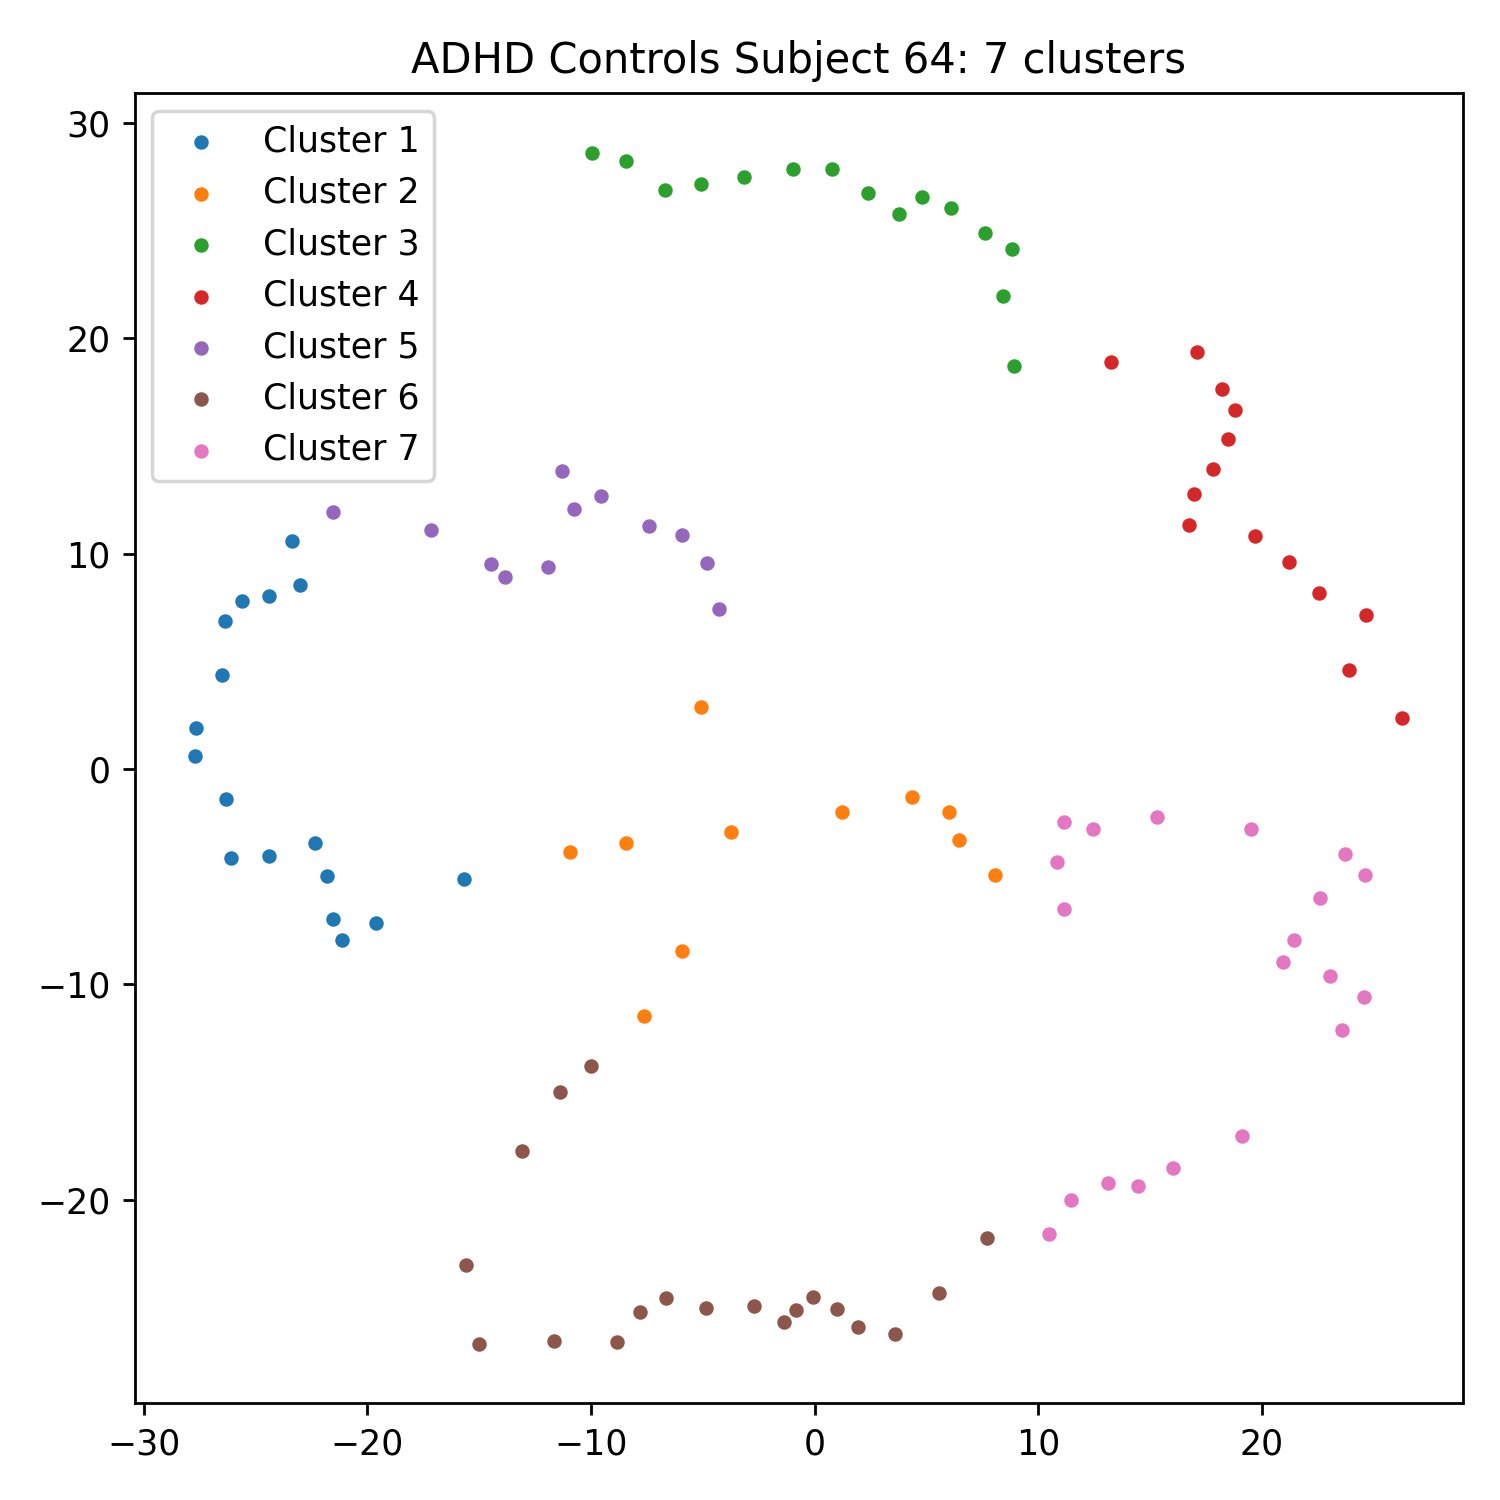 ADHD Controls Subject 64: 7 clusters
30
20
10
0
−10
−20
Cluster 1
Cluster 2
Cluster 3
Cluster 4
Cluster 5
Cluster 6
Cluster 7
−30 −20 −10 0 10 20